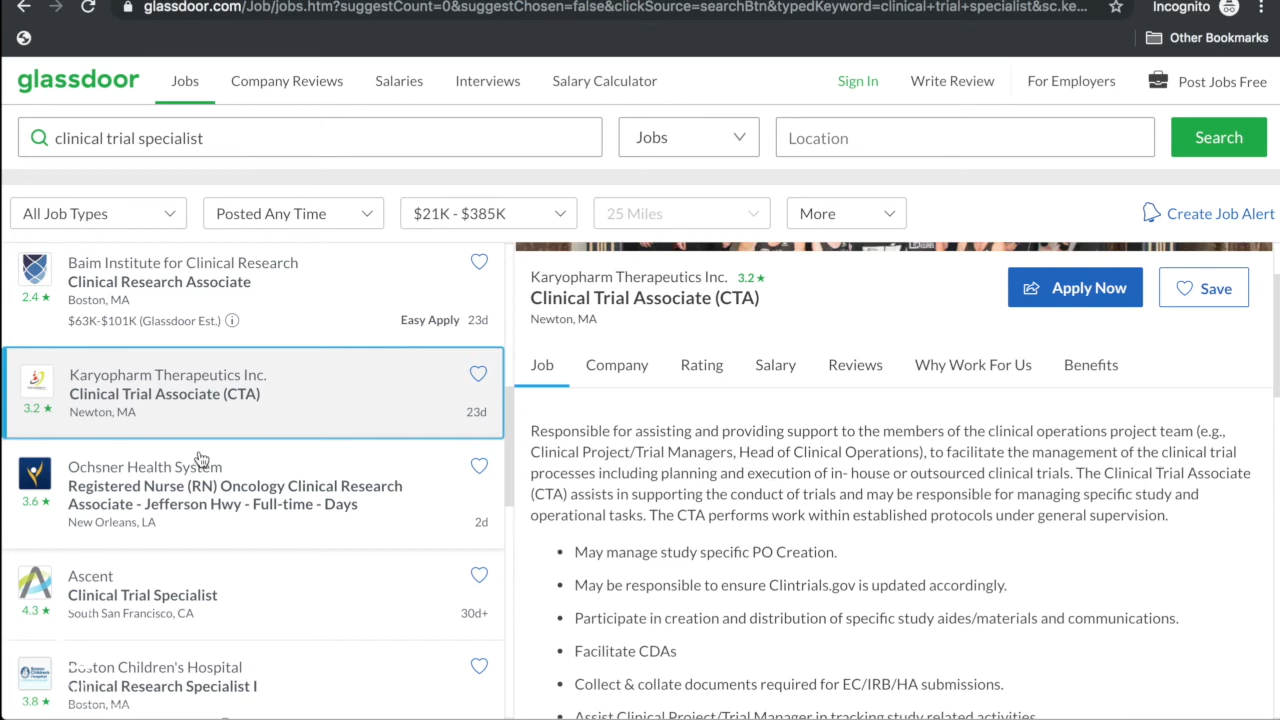 glassdoor.com/Job/jobs.htm?suggestCount=0&suggestChosen=false&clickSource=searchBtn&typedKeyword=clinical+trial+specialist&sc.ke...
Incognito
Other Bookmarks
glassdoor
Jobs
Company Reviews
Salaries
Interviews
Salary Calculator
Sign In
Write Review
For Employers
Post Jobs Free
clinical trial specialist
Jobs
Location
Search
All Job Types
Posted Any Time
$21K - $385K
25 Miles
More
Create Job Alert
Baim Institute for Clinical Research
Clinical Research Associate
2.4 ★
Boston, MA
$63K-$101K (Glassdoor Est.)
Easy Apply 23d
Karyopharm Therapeutics Inc.
Clinical Trial Associate (CTA)
3.2 ★
Newton, MA
23d
Ochsner Health System
Registered Nurse (RN) Oncology Clinical Research
3.6 ★
Associate - Jefferson Hwy - Full-time - Days
New Orleans, LA
2d
Ascent
Clinical Trial Specialist
4.3 ★
South San Francisco, CA
30d+
Boston Children's Hospital
Clinical Research Specialist I
3.8 ★
Boston, MA
Karyopharm Therapeutics Inc. 3.2 ★
Clinical Trial Associate (CTA)
Newton, MA
Apply Now
Save
Job
Company
Rating
Salary
Reviews
Why Work For Us
Benefits
Responsible for assisting and providing support to the members of the clinical operations project team (e.g.,
Clinical Project/Trial Managers, Head of Clinical Operations), to facilitate the management of the clinical trial
processes including planning and execution of in- house or outsourced clinical trials. The Clinical Trial Associate
(CTA) assists in supporting the conduct of trials and may be responsible for managing specific study and
operational tasks. The CTA performs work within established protocols under general supervision.
• May manage study specific PO Creation.
• May be responsible to ensure Clintrials.gov is updated accordingly.
• Participate in creation and distribution of specific study aides/materials and communications.
• Facilitate CDAs
• Collect & collate documents required for EC/IRB/HA submissions.
• Assist Clinical Project/Trial Manager in tracking study related activities